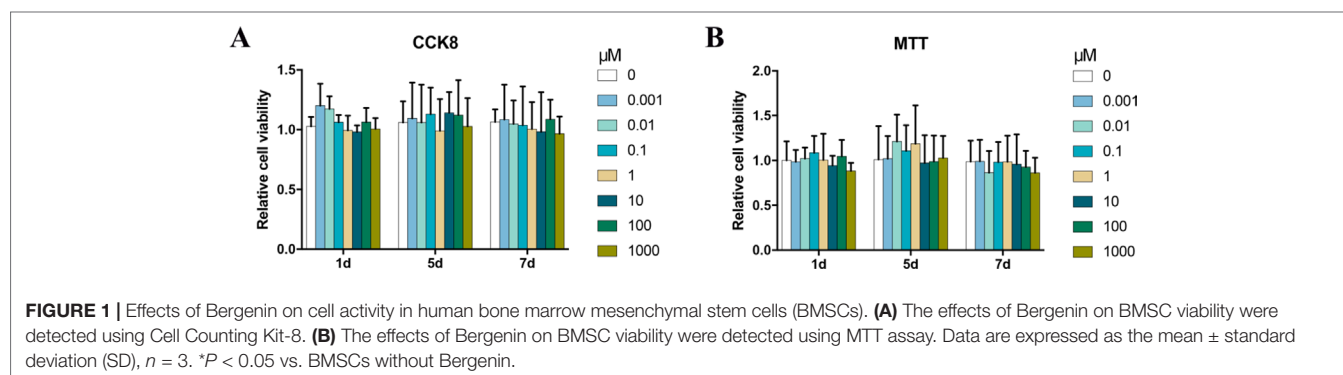 A
CCK8
Relative cell viability
1.5
1.0
0.5
0.0
1d 5d 7d
µM
0
0.001
0.01
0.1
1
10
100
1000
B
MTT
Relative cell viability
2.0
1.5
1.0
0.5
0.0
1d 5d 7d
µM
0
0.001
0.01
0.1
1
10
100
1000
FIGURE 1 | Effects of Bergenin on cell activity in human bone marrow mesenchymal stem cells (BMSCs). (A) The effects of Bergenin on BMSC viability were
detected using Cell Counting Kit-8. (B) The effects of Bergenin on BMSC viability were detected using MTT assay. Data are expressed as the mean ± standard
deviation (SD), n = 3. *P < 0.05 vs. BMSCs without Bergenin.